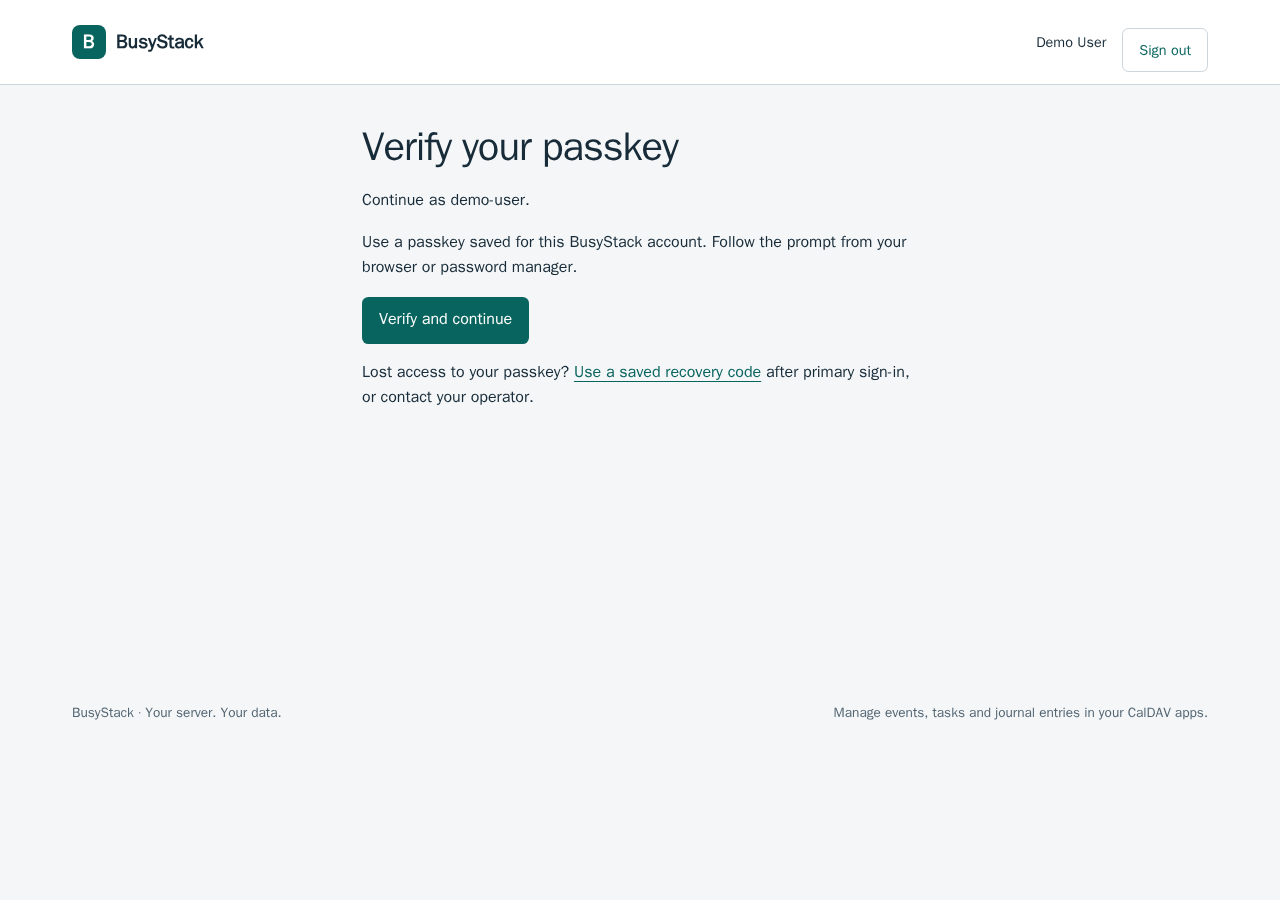 B BusyStack
Demo User
Sign out
Verify your passkey
Continue as demo-user.
Use a passkey saved for this BusyStack account. Follow the prompt from your
browser or password manager.
Verify and continue
Lost access to your passkey? Use a saved recovery code after primary sign-in,
or contact your operator.
BusyStack · Your server. Your data.
Manage events, tasks and journal entries in your CalDAV apps.